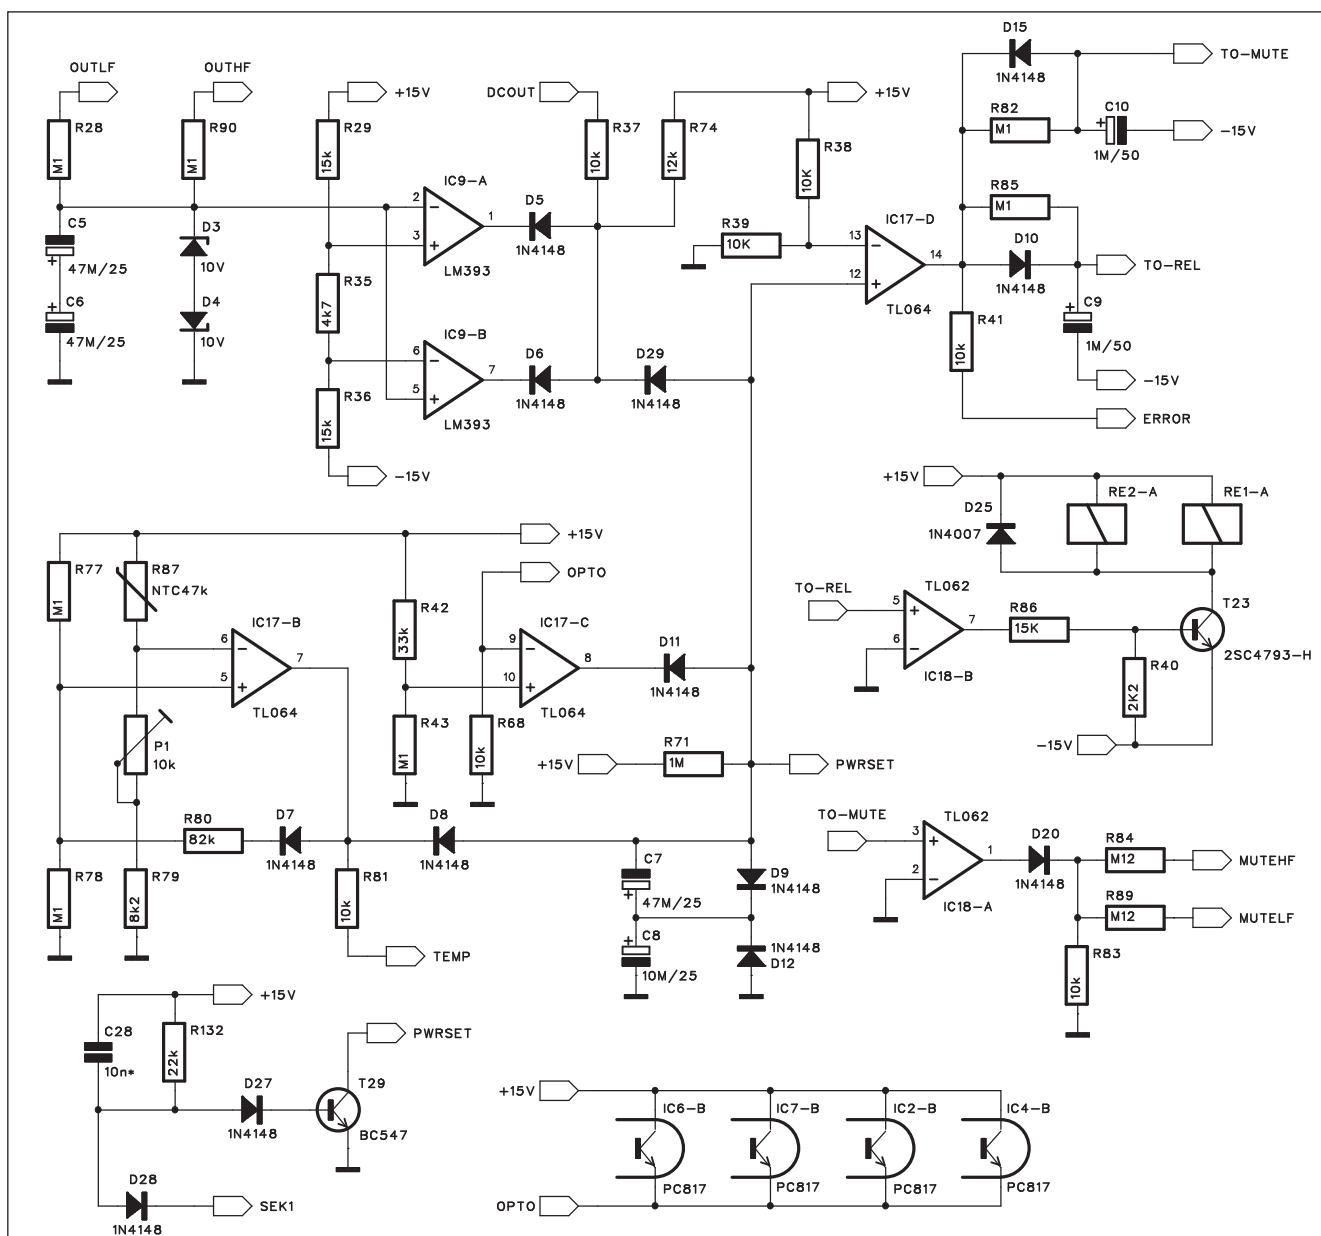 D15
TO-MUTE
OUTLF
OUTHF
+15V
DCOUT
+15V
1N4148
R82
M1
C10
+
-15V
1M/50
R28
M1
R90
M1
R29
15k
R37
10k
R74
12k
R38
10K
R85
M1
IC9-A
2
-
3
+
1
LM393
D5
1N4148
R39
10K
IC17-D
13
-
12
+
14
TL064
D10
1N4148
TO-REL
C5
+
47M/25
D3
10V
C6
+
47M/25
D4
10V
R35
4k7
R41
10k
C9
+
1M/50
IC9-B
6
-
5
+
7
LM393
D6
1N4148
D29
1N4148
R36
15k
-15V
-15V
ERROR
+15V
RE2-A
RE1-A
D25
1N4007
+15V
OPTO
R77
M1
R87
NTC47k
R42
33k
TO-REL
TL062
5
+
6
-
7
IC18-B
R86
15K
T23
2SC4793-H
R40
2K2
-15V
IC17-B
6
-
5
+
7
TL064
IC17-C
9
-
10
+
8
TL064
D11
1N4148
P1
10k
R43
M1
R68
10k
R71
1M
+15V
PWRSET
R80
82k
D7
1N4148
D8
1N4148
TO-MUTE
TL062
3
+
2
-
1
IC18-A
D20
1N4148
R84
M12
MUTEHF
R89
M12
MUTELF
R78
M1
R79
8k2
R81
10k
TEMP
C7
+
47M/25
D9
1N4148
C8
+
10M/25
1N4148
D12
R83
10k
+15V
C28
10n*
R132
22k
PWRSET
D27
1N4148
T29
BC547
D28
1N4148
SEK1
+15V
IC6-B
IC7-B
IC2-B
IC4-B
PC817
PC817
PC817
PC817
OPTO